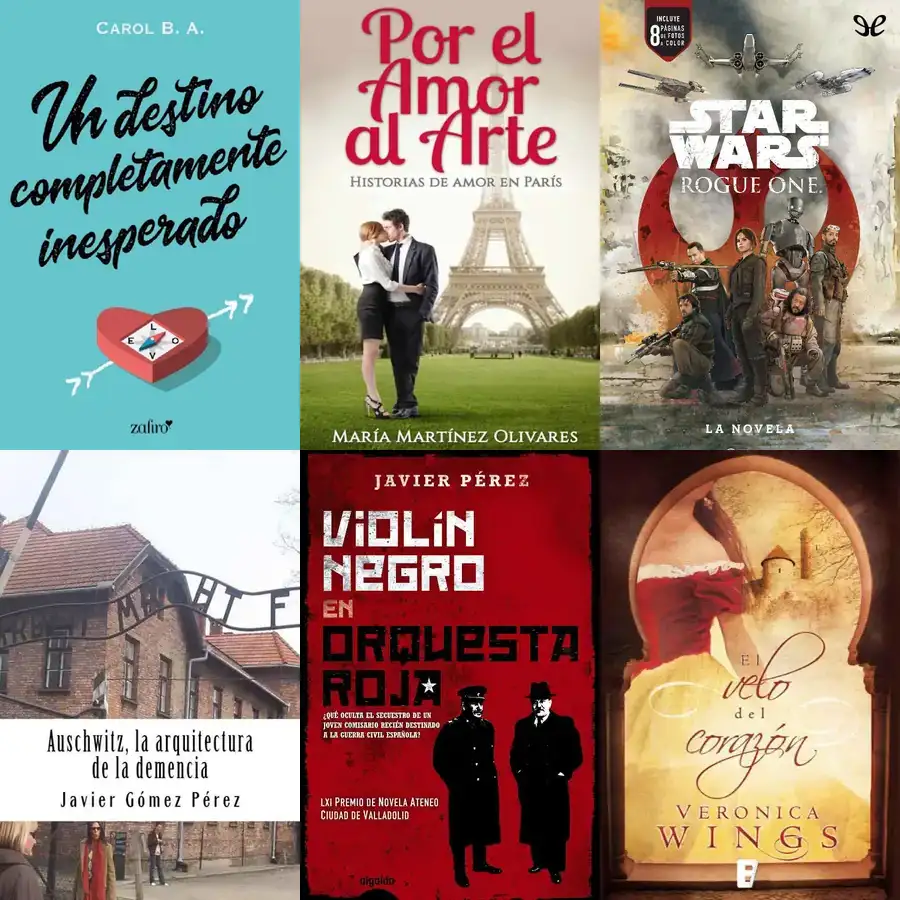 CAROL B. A.
Un destino
completamente
inesperado
L
E O
V
zafiro
Por el
Amor
al Arte
HISTORIAS DE AMOR EN PARÍS
MARÍA MARTÍNEZ OLIVARES
INCLUYE
8 PÁGINAS
DE FOTOS
A COLOR
STAR
WARS
ROGUE ONE.
LA NOVELA
ARBEIT MACHT F
Auschwitz, la arquitectura
de la demencia
Javier Gómez Pérez
JAVIER PÉREZ
VIOLÍN
NEGRO
EN
ORQUESTA
ROJA
¿QUÉ OCULTA EL SECUESTRO DE UN
JOVEN COMISARIO RECIÉN DESTINADO
A LA GUERRA CIVIL ESPAÑOLA?
LXI PREMIO DE NOVELA ATENEO
CIUDAD DE VALLADOLID
algaida
El
velo
del
corazón
VERONICA
WINGS
B